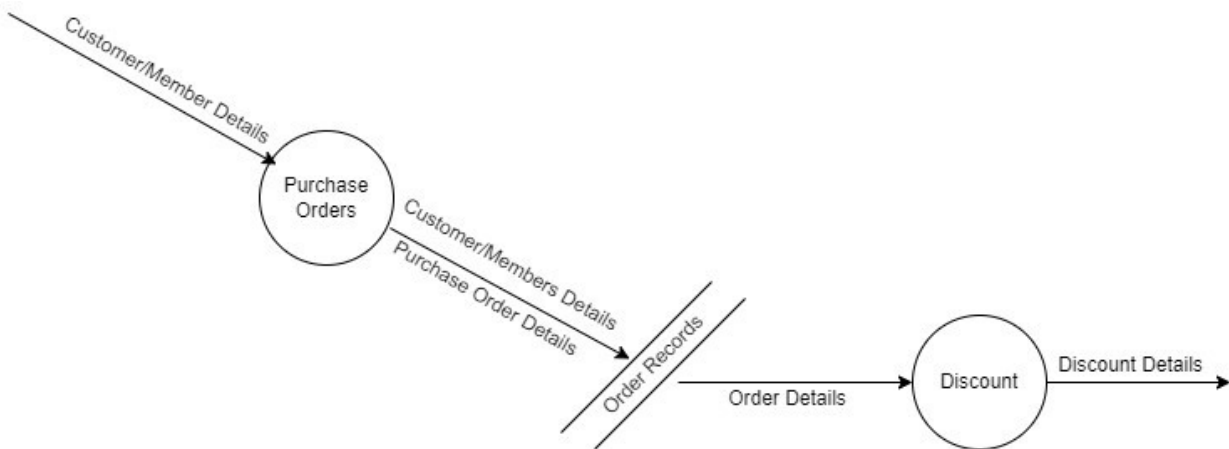 Customer/Member Details
Purchase
Orders
Customer/Members Details
Purchase Order Details
Order Records
Order Details
Discount
Discount Details